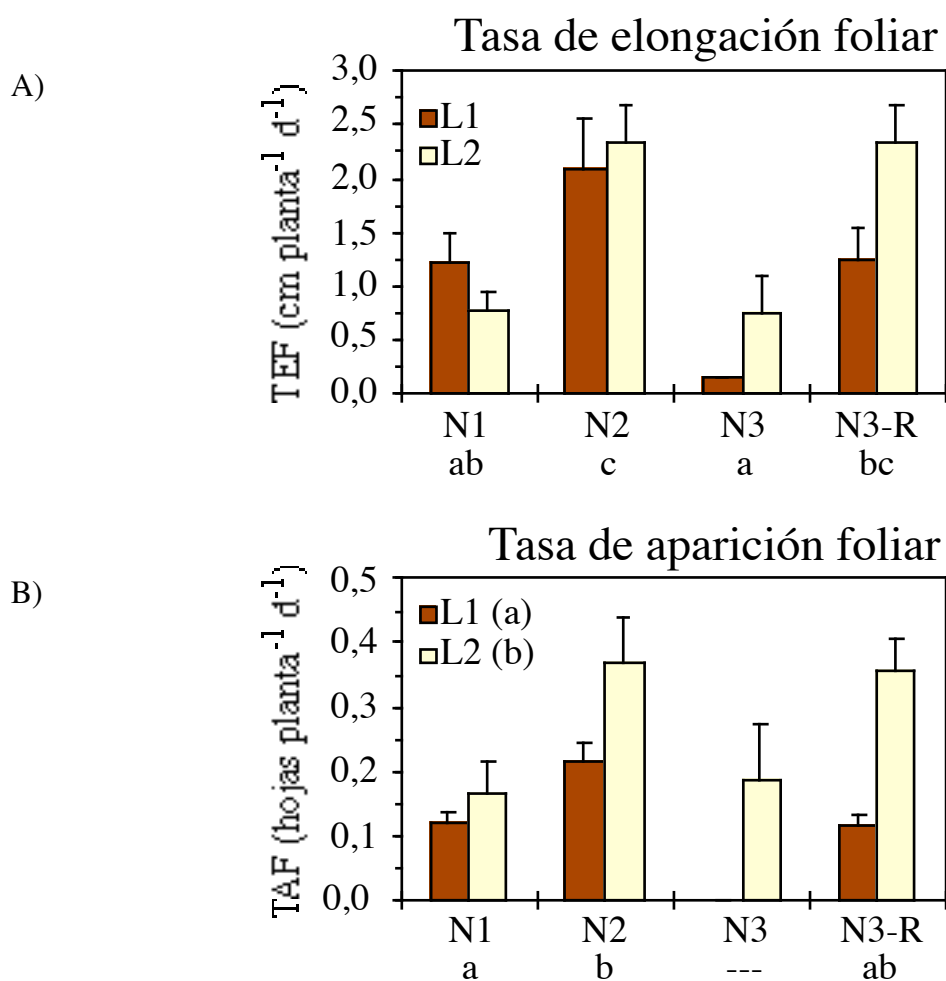 Tasa de elongación foliar
A)
TEF (cm planta-1 d-1)
3,0
2,5
2,0
1,5
1,0
0,5
0,0
L1
L2
N1 N2 N3 N3-R
ab c a bc
Tasa de aparición foliar
B)
TAF (hojas planta-1 d-1)
0,5
0,4
0,3
0,2
0,1
0,0
L1 (a)
L2 (b)
N1 N2 N3 N3-R
a b --- ab